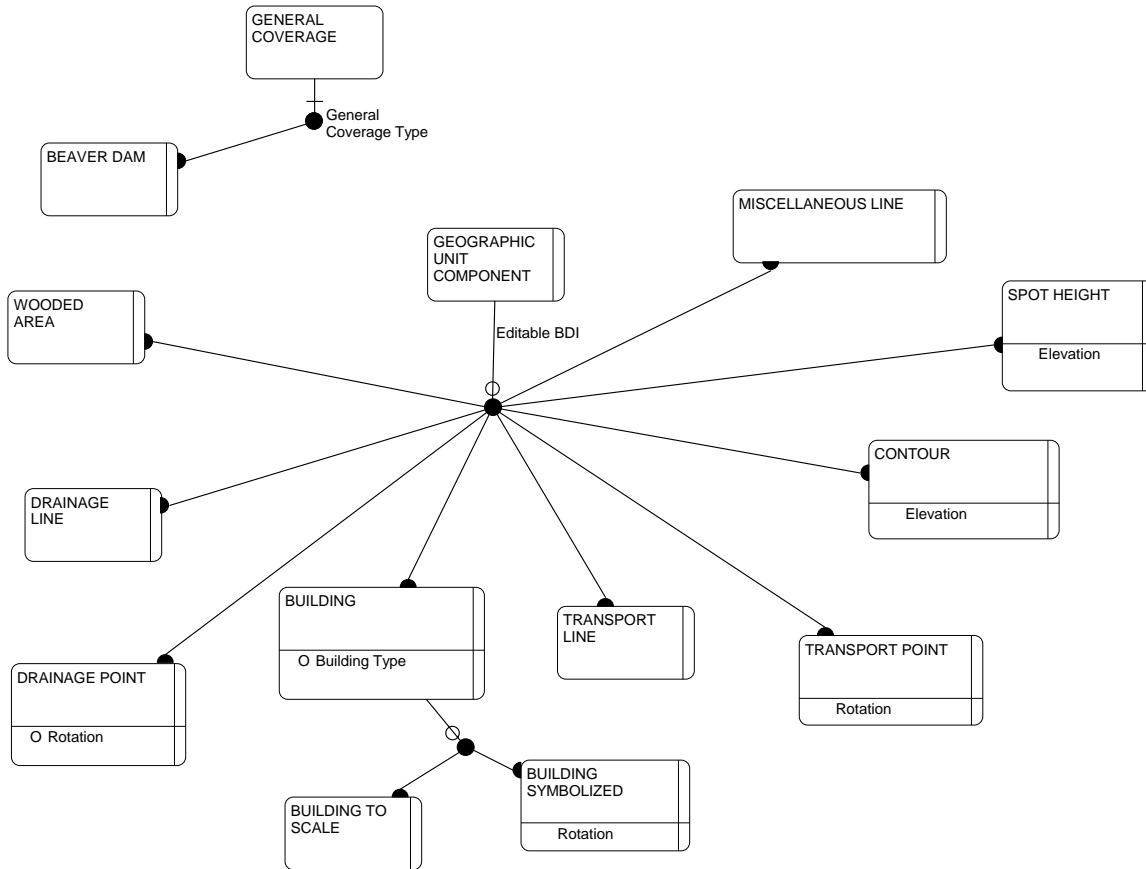 GENERAL
COVERAGE
General
Coverage Type
BEAVER DAM
MISCELLANEOUS LINE
GEOGRAPHIC
UNIT
COMPONENT
Editable BDI
SPOT HEIGHT
Elevation
WOODED
AREA
CONTOUR
Elevation
DRAINAGE
LINE
BUILDING
O Building Type
TRANSPORT
LINE
TRANSPORT POINT
Rotation
DRAINAGE POINT
O Rotation
BUILDING TO
SCALE
BUILDING
SYMBOLIZED
Rotation